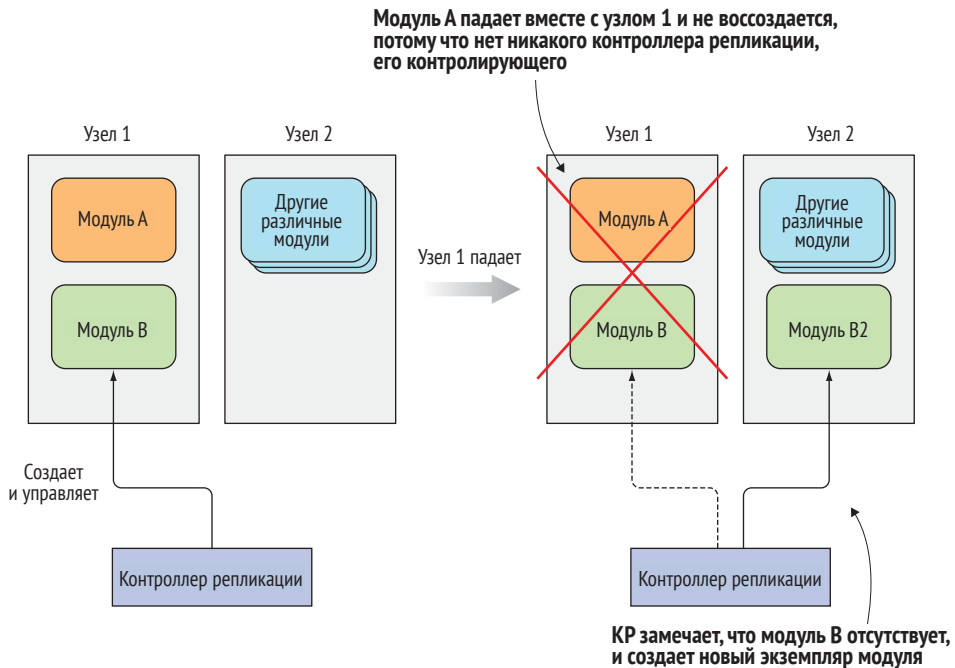 Модуль А падает вместе с узлом 1 и не воссоздается,
потому что нет никакого контроллера репликации,
его контролирующего
Узел 1
Узел 2
Модуль А
Модуль В
Другие
различные
модули
Создает
и управляет
Контроллер репликации
Узел 1 падает
Узел 1
Узел 2
Модуль А
Модуль В
Другие
различные
модули
Модуль В2
Контроллер репликации
КР замечает, что модуль В отсутствует,
и создает новый экземпляр модуля